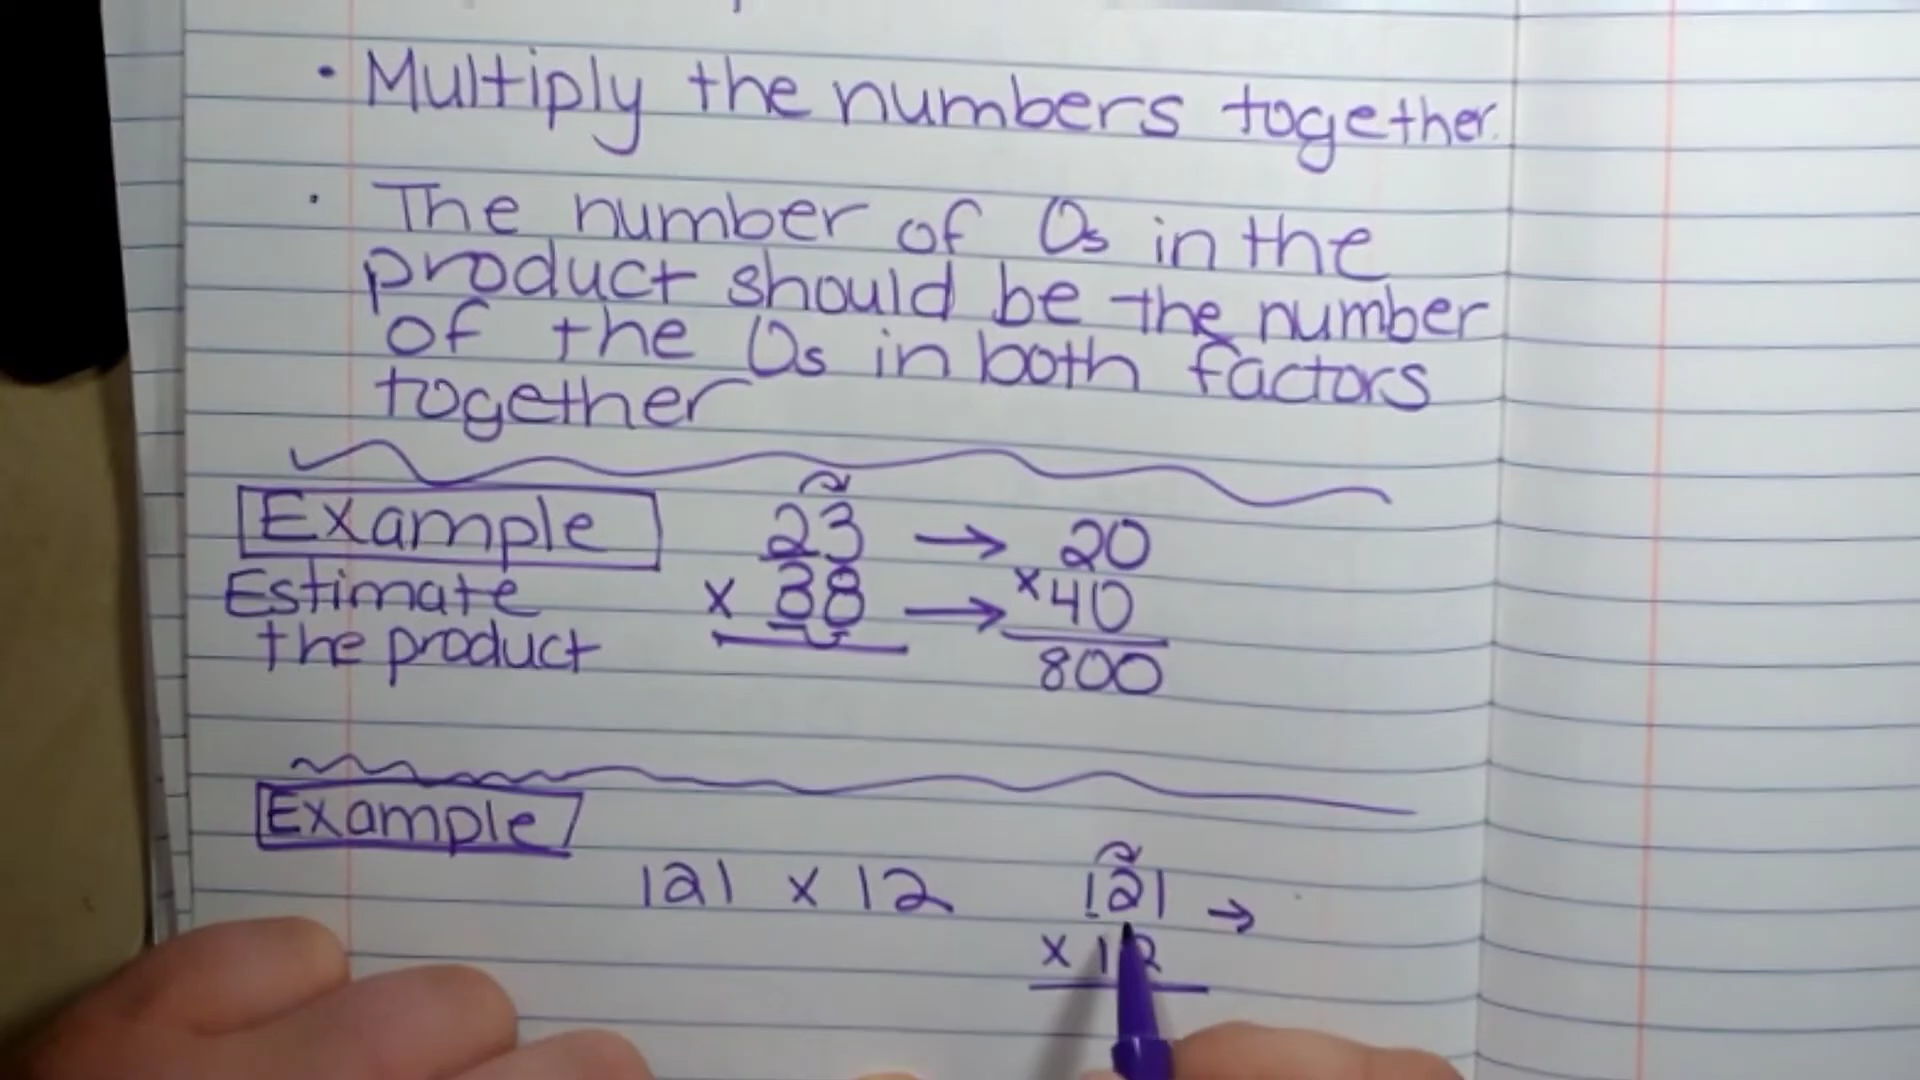 • Multiply the numbers together.
• The number of 0s in the
product should be the number
of the 0s in both factors
together
Example
Estimate
the product
23 → 20
x 38 → x 40
800
Example
121 x 12
121 →
x 12